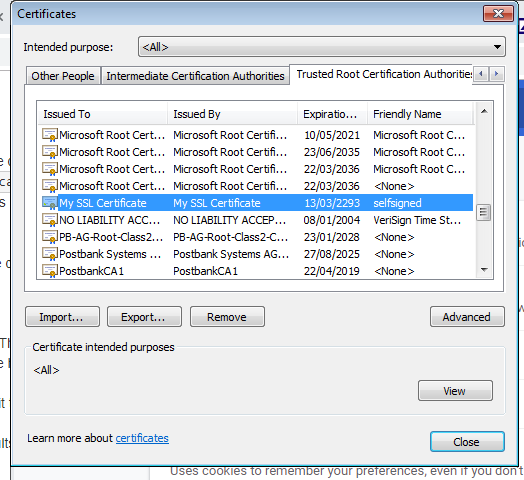 Certificates
Intended purpose: <All>
Other People Intermediate Certification Authorities Trusted Root Certification Authorities
Issued To Issued By Expiratio... Friendly Name
Microsoft Root Cert... Microsoft Root Certifi... 10/05/2021 Microsoft Root C...
Microsoft Root Cert... Microsoft Root Certifi... 23/06/2035 Microsoft Root C...
Microsoft Root Cert... Microsoft Root Certifi... 22/03/2036 Microsoft Root C...
Microsoft Root Cert... Microsoft Root Certifi... 22/03/2036 <None>
My SSL Certificate My SSL Certificate 13/03/2293 selfsigned
NO LIABILITY ACC... NO LIABILITY ACCEP... 08/01/2004 VeriSign Time St...
PB-AG-Root-Class2... PB-AG-Root-Class2-C... 23/01/2028 <None>
Postbank Systems ... Postbank Systems AG... 27/08/2025 <None>
PostbankCA1 PostbankCA1 22/04/2019 <None>
Import... Export... Remove Advanced
Certificate intended purposes
<All>
View
Learn more about certificates
Close
Uses cookies to remember your preferences, even if you don't